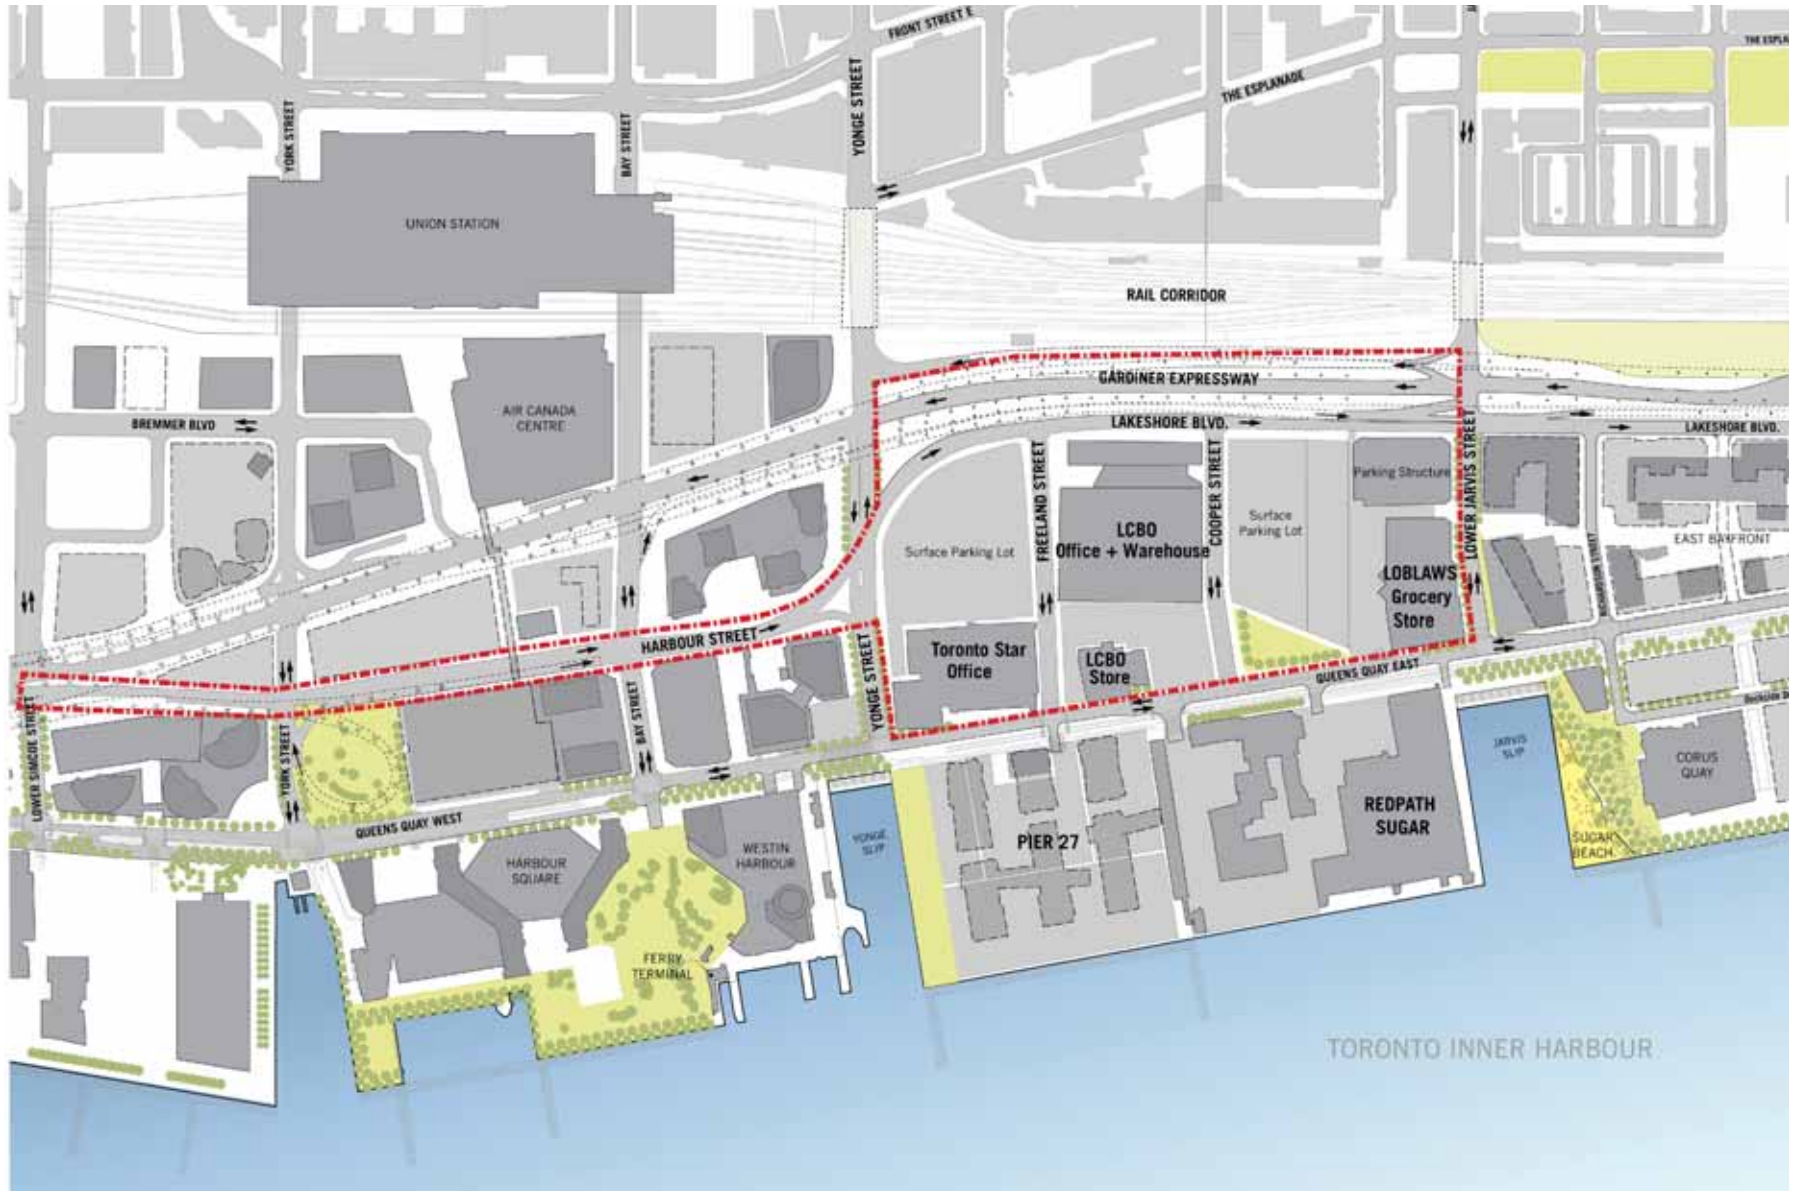 FRONT STREET E
THE ESPLANADE
YORK STREET
BAY STREET
YONGE STREET
UNION STATION
RAIL CORRIDOR
GARDINER EXPRESSWAY
LAKESHORE BLVD.
LAKESHORE BLVD.
BREMMER BLVD
AIR CANADA
CENTRE
FREELAND STREET
COOPER STREET
LOWER JARVIS STREET
Parking Structure
Surface
Parking Lot
LCBO
Office + Warehouse
Surface Parking Lot
EAST BAYFRONT
RICHARDSON STREET
LOBLAWS
Grocery
Store
HARBOUR STREET
Toronto Star
Office
LCBO
Store
QUEENS QUAY EAST
YONGE STREET
BAY STREET
YORK STREET
LOWER SIMCOE STREET
QUEENS QUAY WEST
JARVIS
SLIP
CORUS
QUAY
REDPATH
SUGAR
PIER 27
YONGE
SLIP
WESTIN
HARBOUR
HARBOUR
SQUARE
SUGAR
BEACH
FERRY
TERMINAL
TORONTO INNER HARBOUR